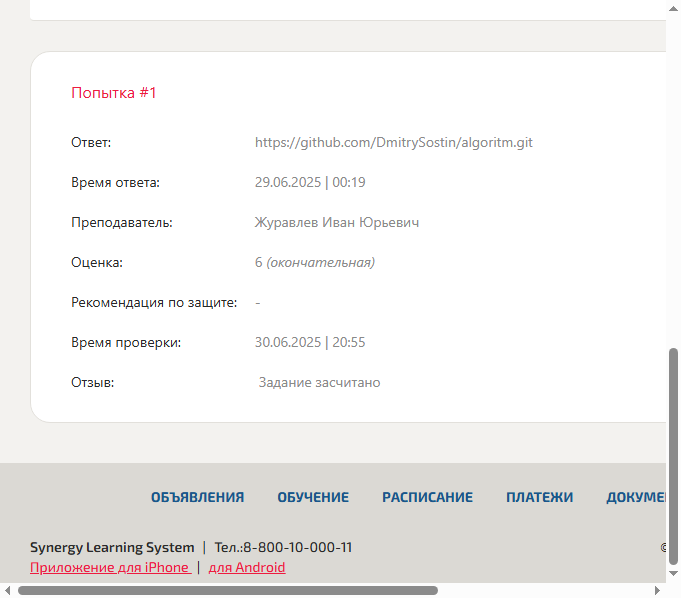 Попытка #1
Ответ: https://github.com/DmitrySostin/algoritm.git
Время ответа: 29.06.2025 | 00:19
Преподаватель: Журавлев Иван Юрьевич
Оценка: 6 (окончательная)
Рекомендация по защите: -
Время проверки: 30.06.2025 | 20:55
Отзыв: Задание засчитано
ОБЪЯВЛЕНИЯ ОБУЧЕНИЕ РАСПИСАНИЕ ПЛАТЕЖИ ДОКУМЕ
Synergy Learning System | Тел.:8-800-10-000-11 ©
Приложение для iPhone | для Android